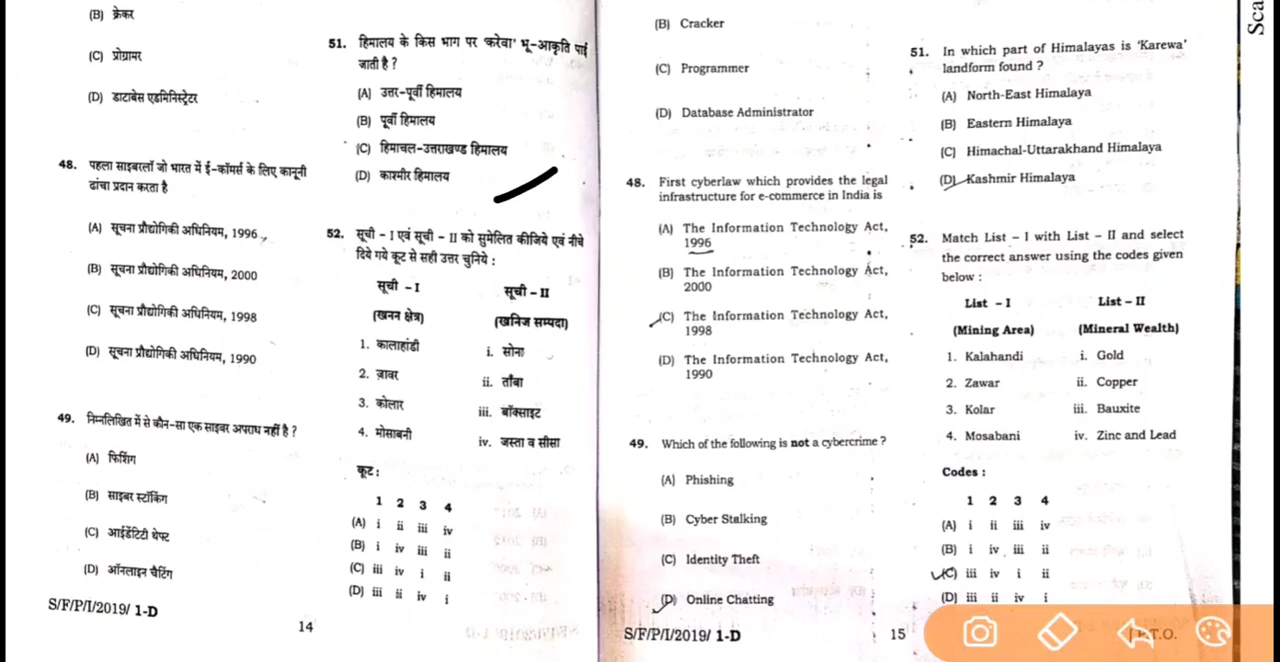 (B) क्रेकर
(C) प्रोग्रामर
(D) डाटाबेस एडमिनिस्ट्रेटर
48. पहला साइबरलॉ जो भारत में ई-कॉमर्स के लिए कानूनी
ढांचा प्रदान करता है
(A) सूचना प्रौद्योगिकी अधिनियम, 1996
(B) सूचना प्रौद्योगिकी अधिनियम, 2000
(C) सूचना प्रौद्योगिकी अधिनियम, 1998
(D) सूचना प्रौद्योगिकी अधिनियम, 1990
49. निम्नलिखित में से कौन-सा एक साइबर अपराध नहीं है ?
(A) फिशिंग
(B) साइबर स्टॉकिंग
(C) आईडेंटिटी थेफ्ट
(D) ऑनलाइन चैटिंग
S/F/P/I/2019/ 1-D
14
51. हिमालय के किस भाग पर 'करेवा' भू-आकृति पाई
जाती है ?
(A) उत्तर-पूर्वी हिमालय
(B) पूर्वी हिमालय
(C) हिमाचल-उत्तराखण्ड हिमालय
(D) काश्मीर हिमालय
52. सूची - I एवं सूची - II को सुमेलित कीजिये एवं नीचे
दिये गये कूट से सही उत्तर चुनिये :
सूची - I सूची - II
(खनन क्षेत्र) (खनिज सम्पदा)
1. कालाहांडी i. सोना
2. ज़ावर ii. ताँबा
3. कोलार iii. बॉक्साइट
4. मोसाबनी iv. जस्ता व सीसा
कूट :
1 2 3 4
(A) i ii iii iv
(B) i iv iii ii
(C) iii iv i ii
(D) iii ii iv i
(B) Cracker
(C) Programmer
(D) Database Administrator
48. First cyberlaw which provides the legal
infrastructure for e-commerce in India is
(A) The Information Technology Act,
1996
(B) The Information Technology Act,
2000
(C) The Information Technology Act,
1998
(D) The Information Technology Act,
1990
49. Which of the following is not a cybercrime ?
(A) Phishing
(B) Cyber Stalking
(C) Identity Theft
(D) Online Chatting
S/F/P/I/2019/ 1-D
15
51. In which part of Himalayas is 'Karewa'
landform found ?
(A) North-East Himalaya
(B) Eastern Himalaya
(C) Himachal-Uttarakhand Himalaya
(D) Kashmir Himalaya
52. Match List – I with List – II and select
the correct answer using the codes given
below :
List - I List – II
(Mining Area) (Mineral Wealth)
1. Kalahandi i. Gold
2. Zawar ii. Copper
3. Kolar iii. Bauxite
4. Mosabani iv. Zinc and Lead
Codes :
1 2 3 4
(A) i ii iii iv
(B) i iv iii ii
(C) iii iv i ii
(D) iii ii iv i
Sca